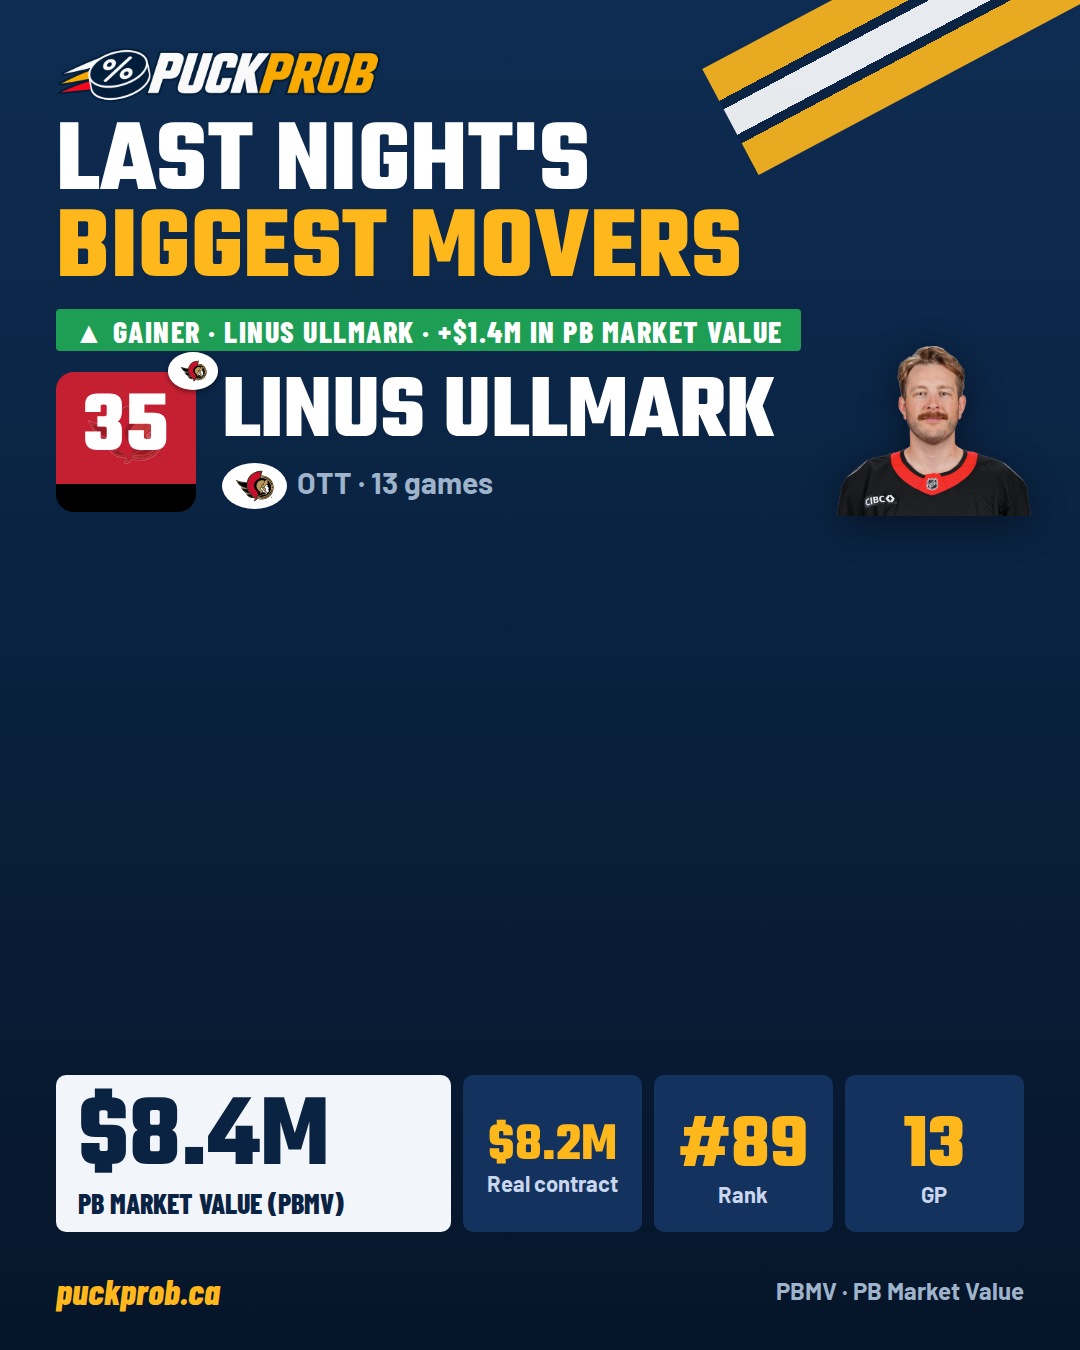 % PUCKPROB
LAST NIGHT'S
BIGGEST MOVERS
▲ GAINER · LINUS ULLMARK · +$1.4M IN PB MARKET VALUE
35
LINUS ULLMARK
OTT · 13 games
CIBC
$8.4M
PB MARKET VALUE (PBMV)
$8.2M
Real contract
#89
Rank
13
GP
puckprob.ca
PBMV · PB Market Value